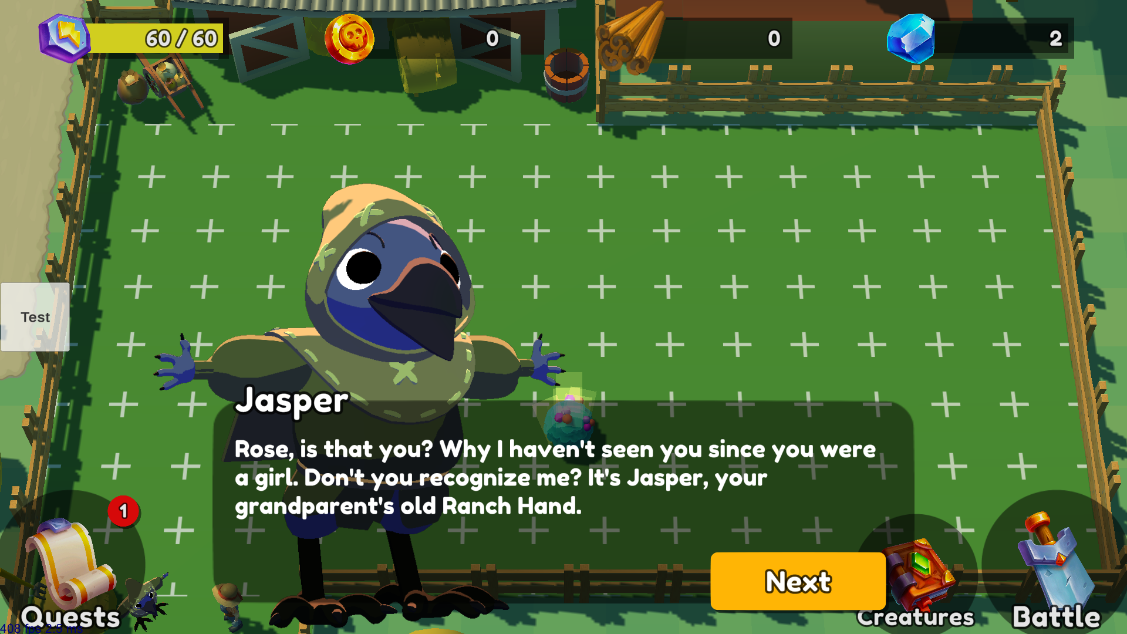 60 / 60
0
0
2
Test
Jasper
Rose, is that you? Why I haven't seen you since you were
a girl. Don't you recognize me? It's Jasper, your
grandparent's old Ranch Hand.
1
Next
Quests
Creatures
Battle